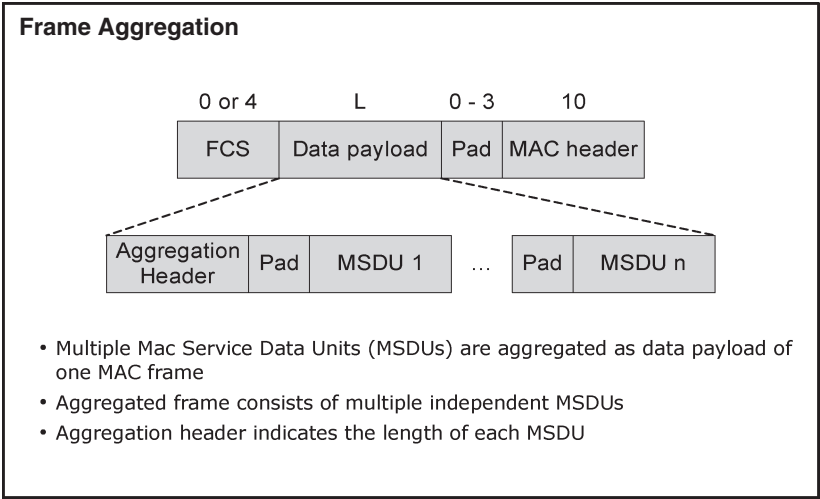 Frame Aggregation
0 or 4 L 0 - 3 10
FCS Data payload Pad MAC header
Aggregation
Header Pad MSDU 1 ... Pad MSDU n
• Multiple Mac Service Data Units (MSDUs) are aggregated as data payload of
one MAC frame
• Aggregated frame consists of multiple independent MSDUs
• Aggregation header indicates the length of each MSDU